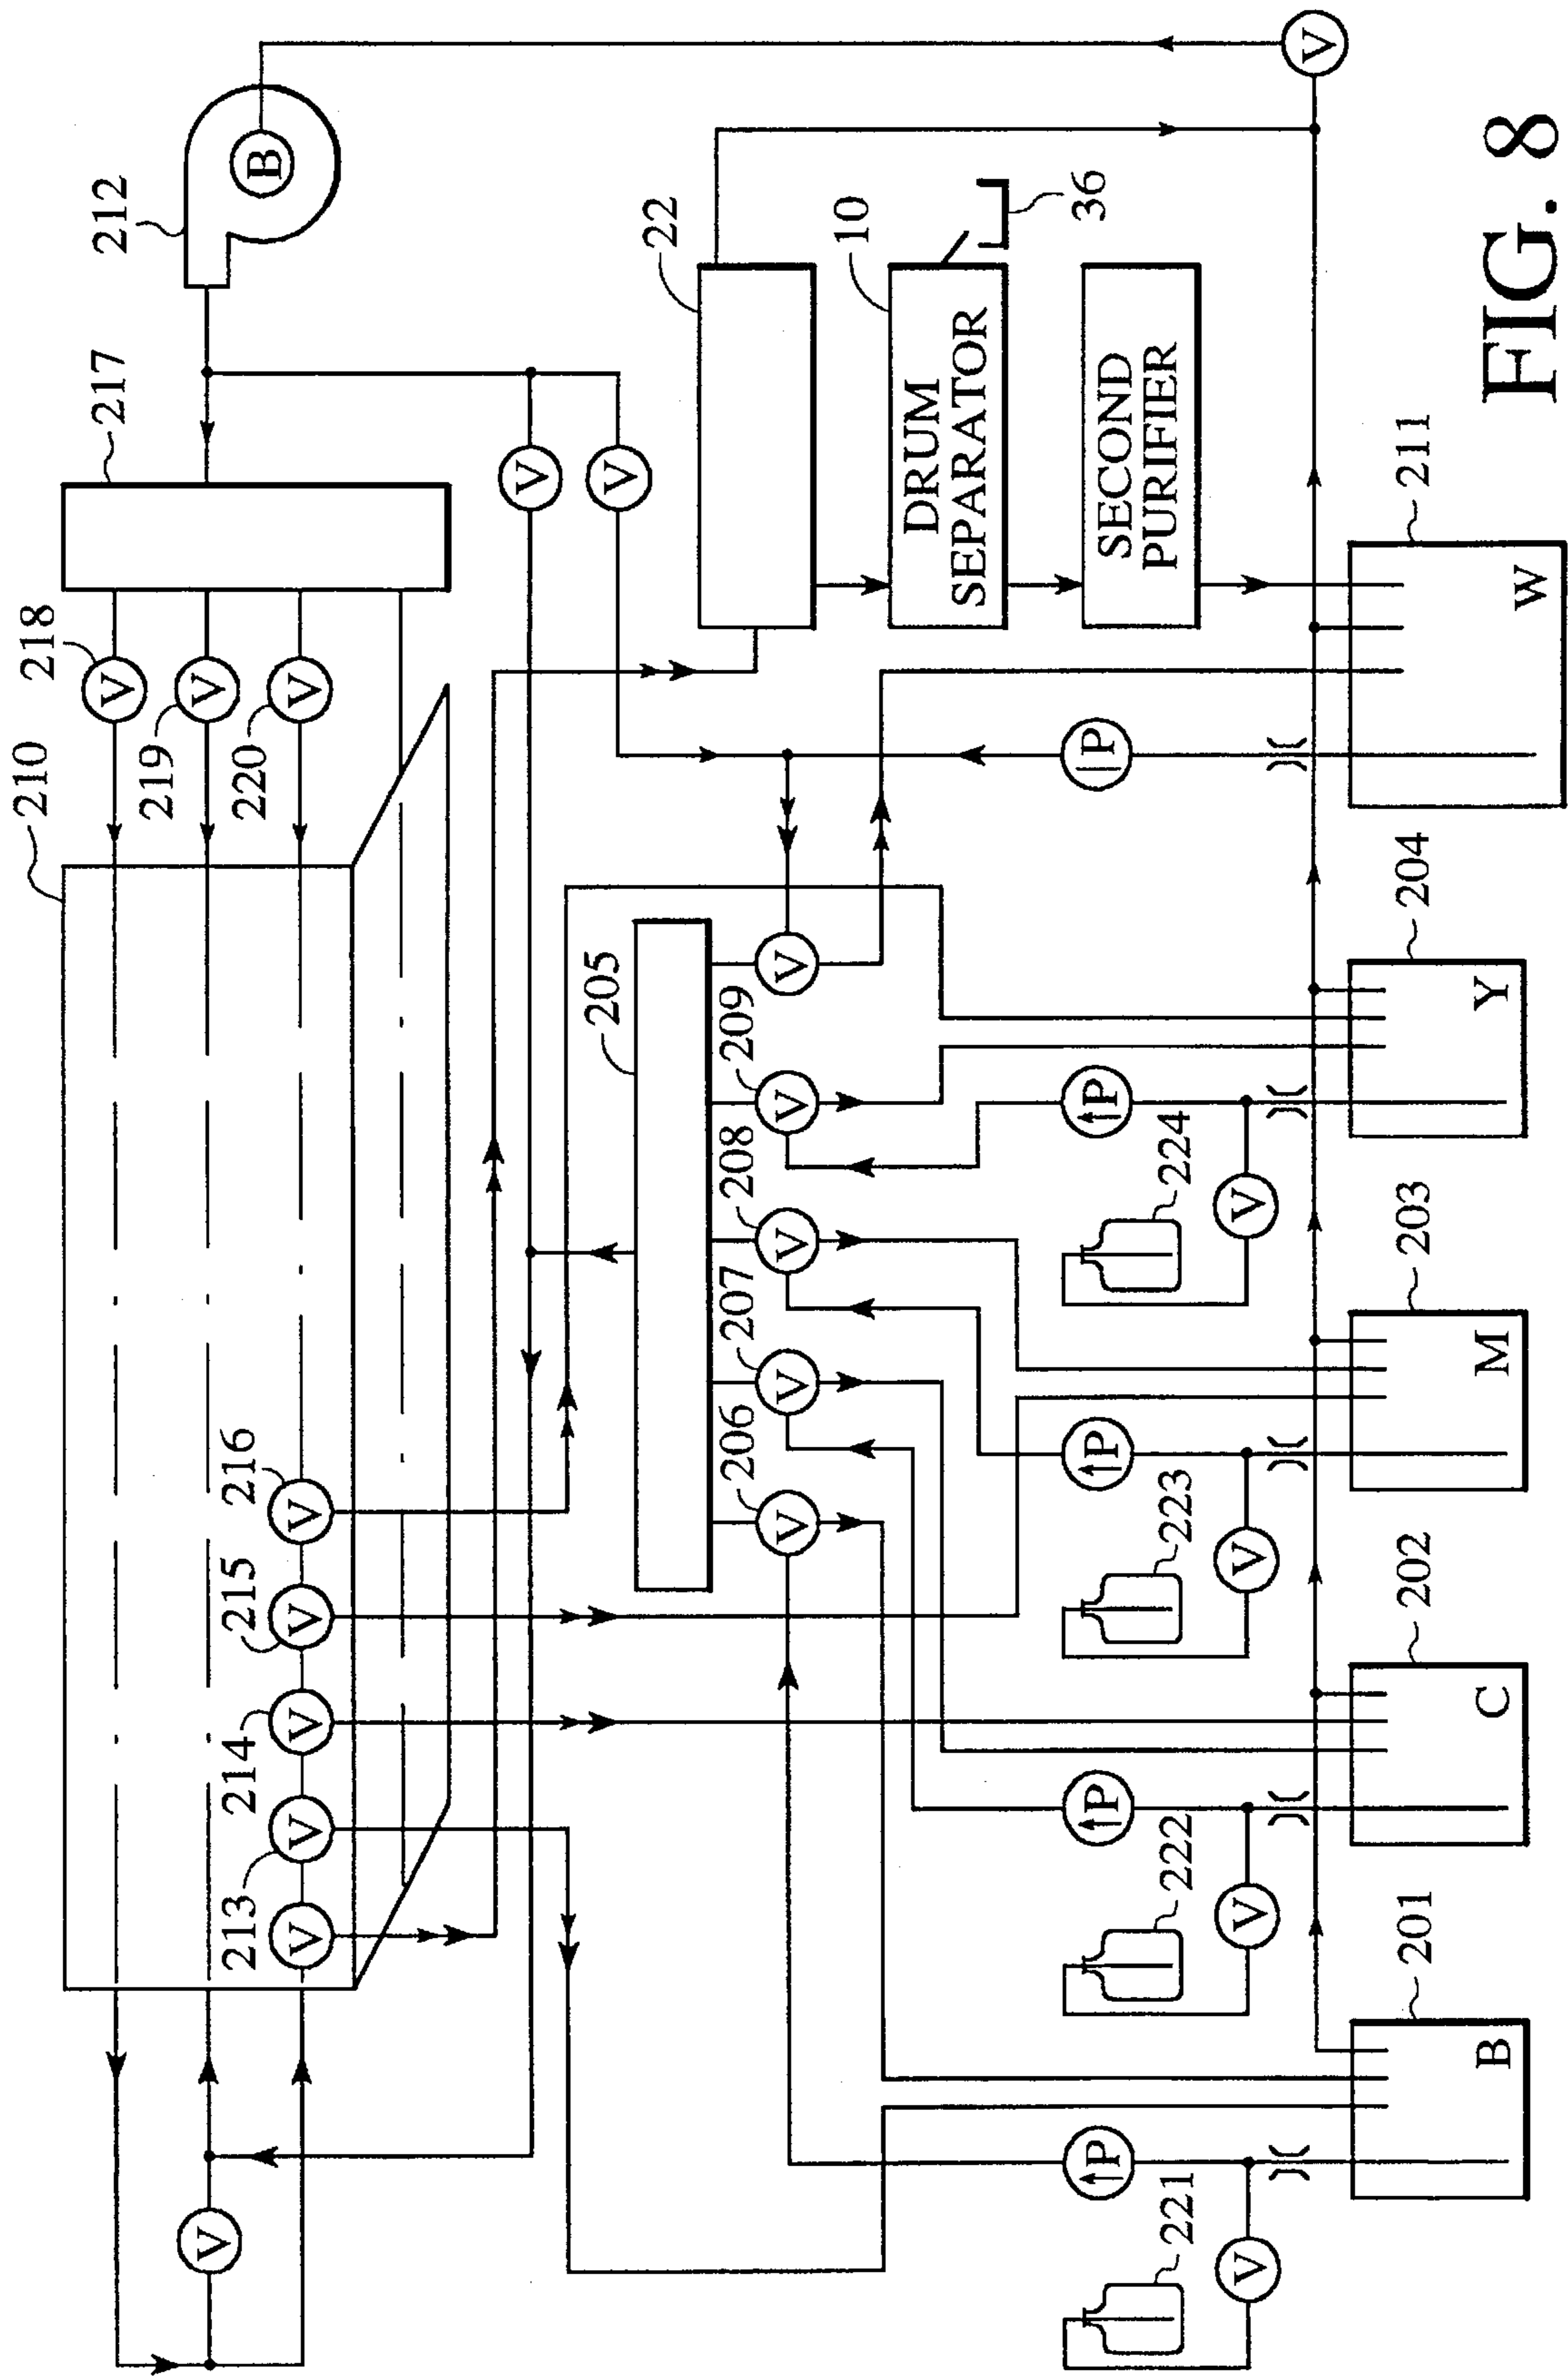 210
218
V
V
219
V
220
217
212
B
V
216
V
215
V
214
V
213
V
V
V
V
22
10
DRUM
SEPARATOR
36
SECOND
PURIFIER
205
206
V
207
V
208
V
209
V
V
P
P
P
P
P
221
V
222
V
223
V
224
V
V
201
B
202
C
203
M
204
Y
211
W
FIG. 8